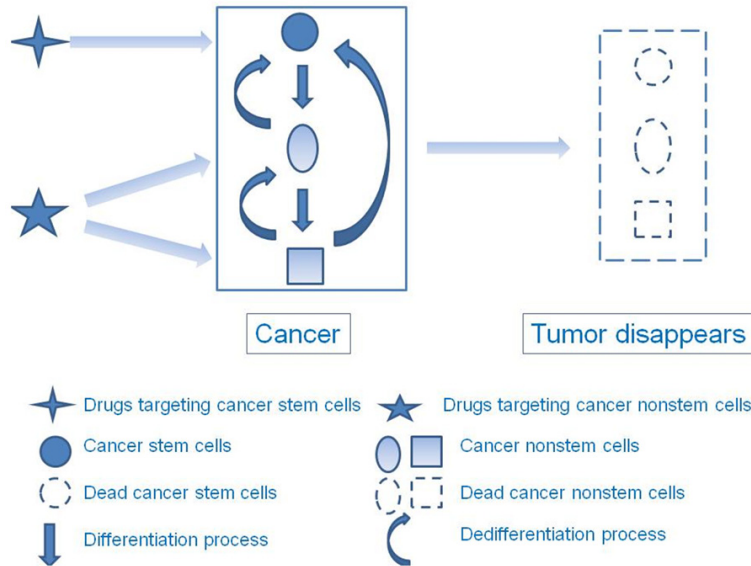 Cancer
Tumor disappears
Drugs targeting cancer stem cells
Drugs targeting cancer nonstem cells
Cancer stem cells
Cancer nonstem cells
Dead cancer stem cells
Dead cancer nonstem cells
Differentiation process
Dedifferentiation process